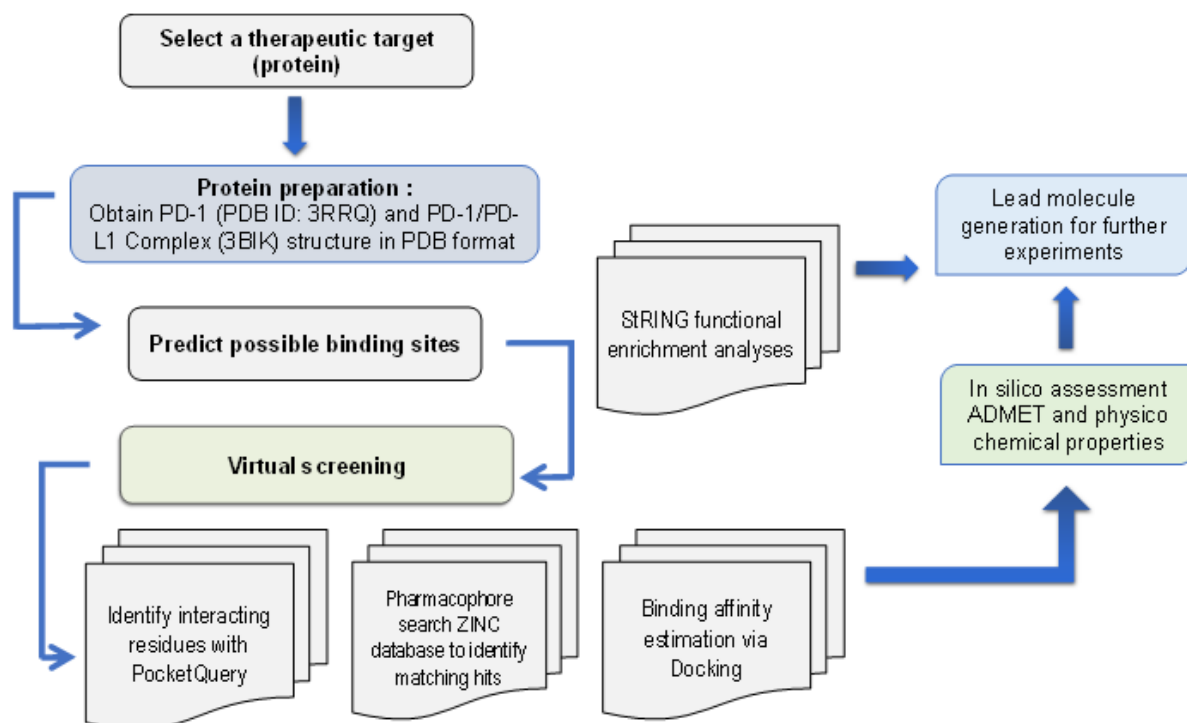 Select a therapeutic target
(protein)
Protein preparation :
Obtain PD-1 (PDB ID: 3RRQ) and PD-1/PD-
L1 Complex (3BIK) structure in PDB format
Predict possible binding sites
Virtual screening
Identify interacting
residues with
PocketQuery
Pharmacophore
search ZINC
database to identify
matching hits
Binding affinity
estimation via
Docking
StRING functional
enrichment analyses
Lead molecule
generation for further
experiments
In silico assessment
ADMET and physico
chemical properties